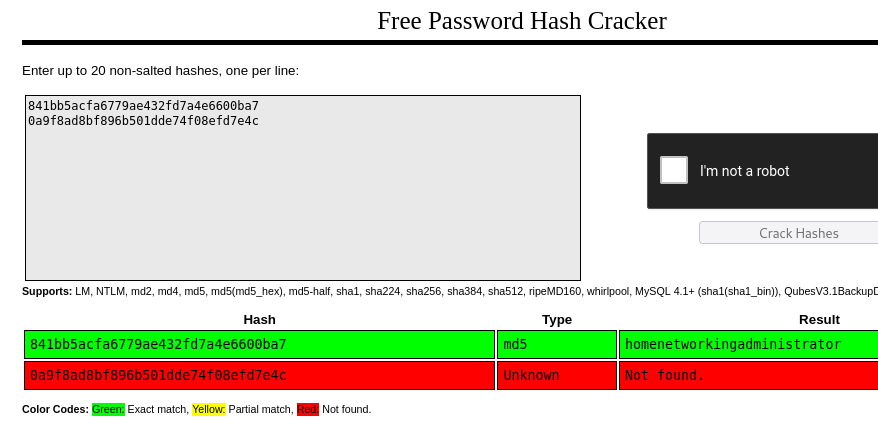 Free Password Hash Cracker
Enter up to 20 non-salted hashes, one per line:
841bb5acfa6779ae432fd7a4e6600ba7
0a9f8ad8bf896b501dde74f08efd7e4c
I'm not a robot
Crack Hashes
Supports: LM, NTLM, md2, md4, md5, md5(md5_hex), md5-half, sha1, sha224, sha256, sha384, sha512, ripeMD160, whirlpool, MySQL 4.1+ (sha1(sha1_bin)), QubesV3.1Backup
Hash Type Result
841bb5acfa6779ae432fd7a4e6600ba7 md5 homenetworkingadministrator
0a9f8ad8bf896b501dde74f08efd7e4c Unknown Not found.
Color Codes: Green: Exact match, Yellow: Partial match, Red: Not found.